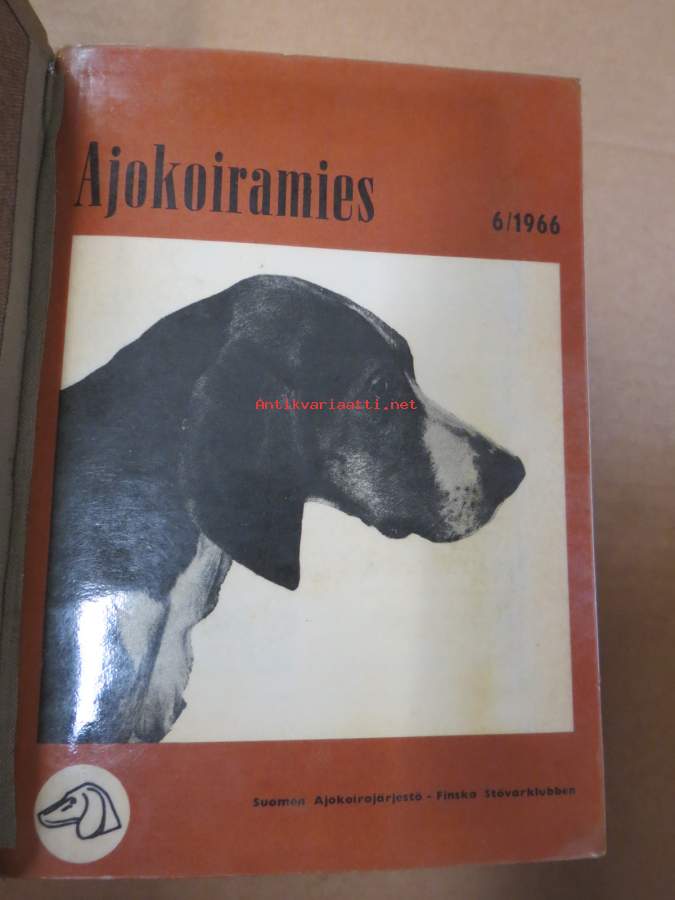 Ajokoiramies
6/1966
Antikvariaatti.net
Suomen Ajokoirajärjestö - Finska Stövarklubben